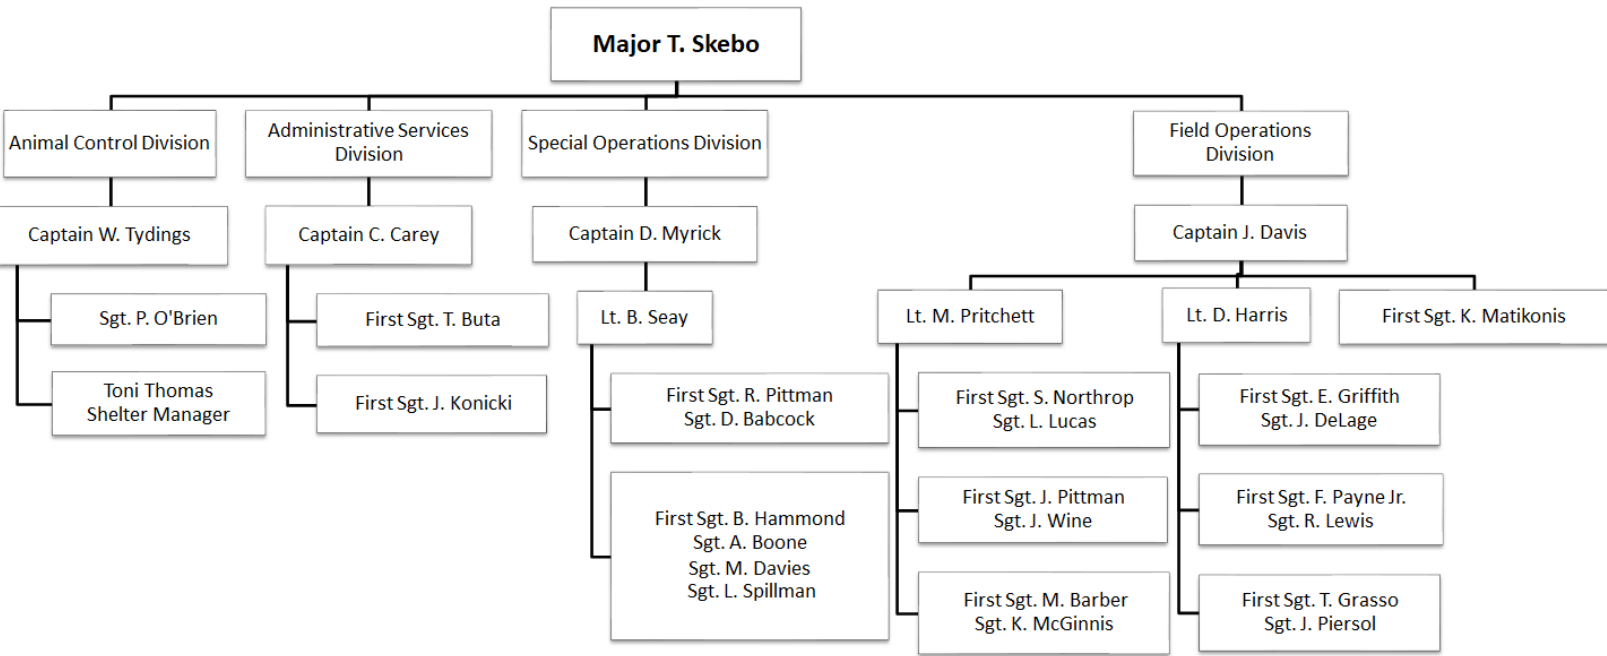 Major T. Skebo
Animal Control Division
Administrative Services
Division
Special Operations Division
Field Operations
Division
Captain W. Tydings
Captain C. Carey
Captain D. Myrick
Captain J. Davis
Sgt. P. O'Brien
Toni Thomas
Shelter Manager
First Sgt. T. Buta
First Sgt. J. Konicki
Lt. B. Seay
First Sgt. R. Pittman
Sgt. D. Babcock
First Sgt. B. Hammond
Sgt. A. Boone
Sgt. M. Davies
Sgt. L. Spillman
Lt. M. Pritchett
First Sgt. S. Northrop
Sgt. L. Lucas
First Sgt. J. Pittman
Sgt. J. Wine
First Sgt. M. Barber
Sgt. K. McGinnis
Lt. D. Harris
First Sgt. E. Griffith
Sgt. J. DeLage
First Sgt. F. Payne Jr.
Sgt. R. Lewis
First Sgt. T. Grasso
Sgt. J. Piersol
First Sgt. K. Matikonis